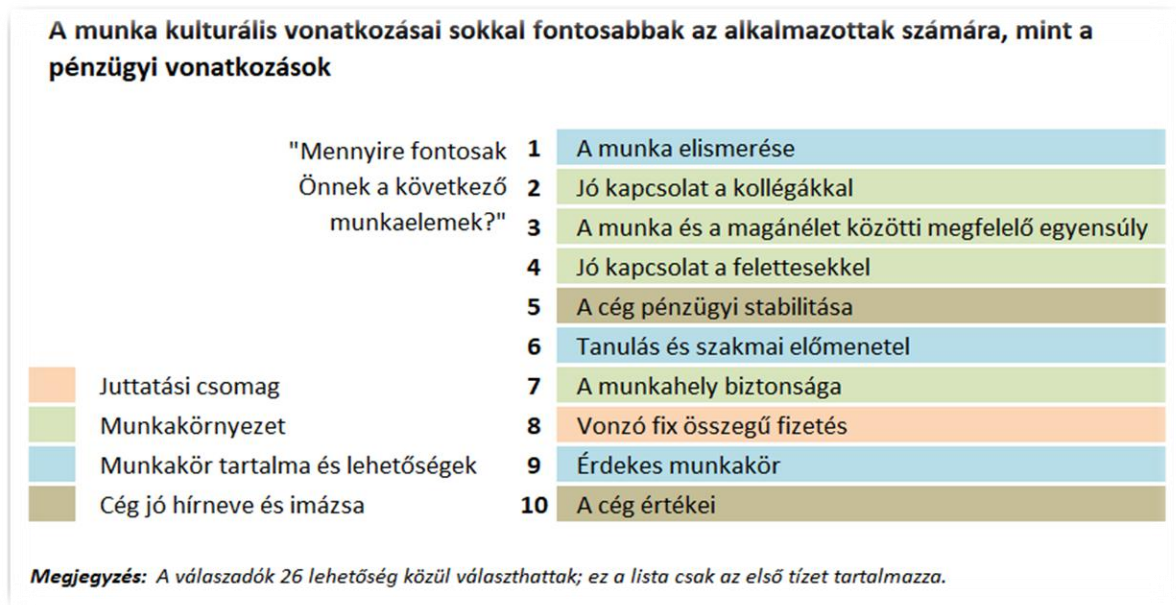 A munka kulturális vonatkozásai sokkal fontosabbak az alkalmazottak számára, mint a
pénzügyi vonatkozások
"Mennyire fontosak
Önnek a következő
munkaelemek?"
1 A munka elismerése
2 Jó kapcsolat a kollégákkal
3 A munka és a magánélet közötti megfelelő egyensúly
4 Jó kapcsolat a felettesekkel
5 A cég pénzügyi stabilitása
6 Tanulás és szakmai előmenetel
7 A munkahely biztonsága
8 Vonzó fix összegű fizetés
9 Érdekes munkakör
10 A cég értékei
Juttatási csomag
Munkakörnyezet
Munkakör tartalma és lehetőségek
Cég jó hírneve és imázsa
Megjegyzés: A válaszadók 26 lehetőség közül választhattak; ez a lista csak az első tízet tartalmazza.